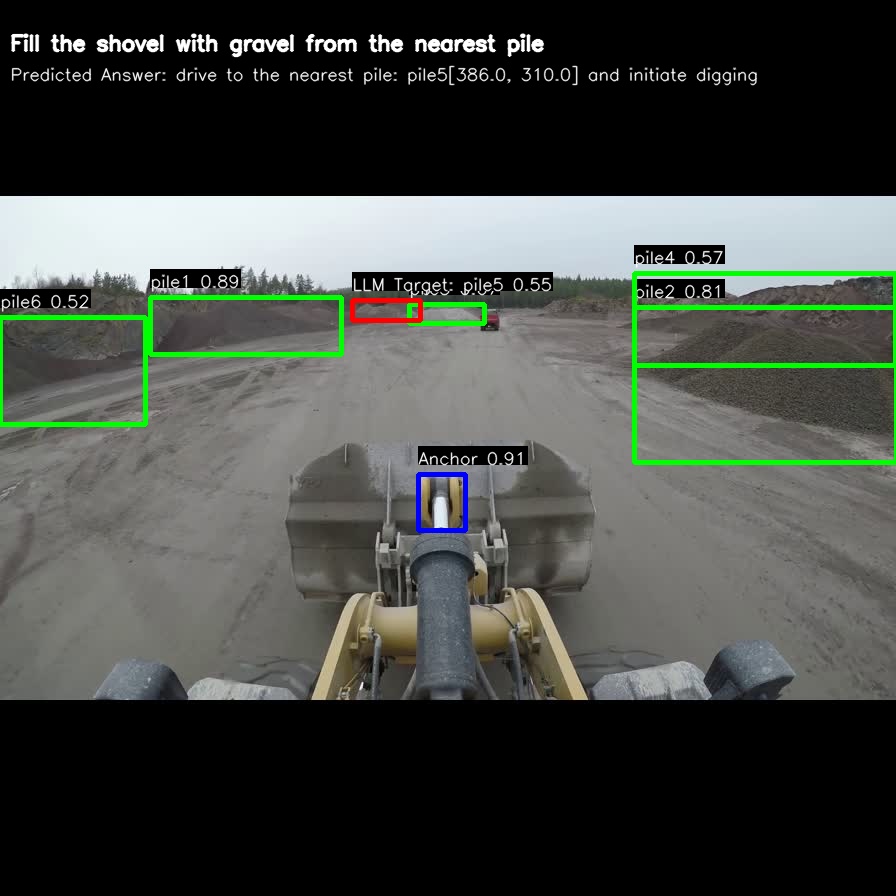 Fill the shovel with gravel from the nearest pile
Predicted Answer: drive to the nearest pile: pile5[386.0, 310.0] and initiate digging
pile4 0.57
pile1 0.89
LLM Target: pile5 0.55
pile2 0.81
pile6 0.52
Anchor 0.91